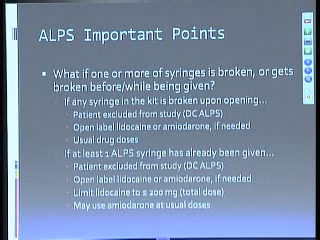 ALPS Important Points
What if one or more of syringes is broken, or gets
broken before/while being given?
If any syringe in the kit is broken upon opening...
Patient excluded from study (DC ALPS)
Open label lidocaine or amiodarone, if needed
Usual drug doses
If at least 1 ALPS syringe has already been given...
Patient excluded from study (DC ALPS)
Open label lidocaine or amiodarone, if needed
Limit lidocaine to ≤ 200 mg (total dose)
May use amiodarone at usual doses